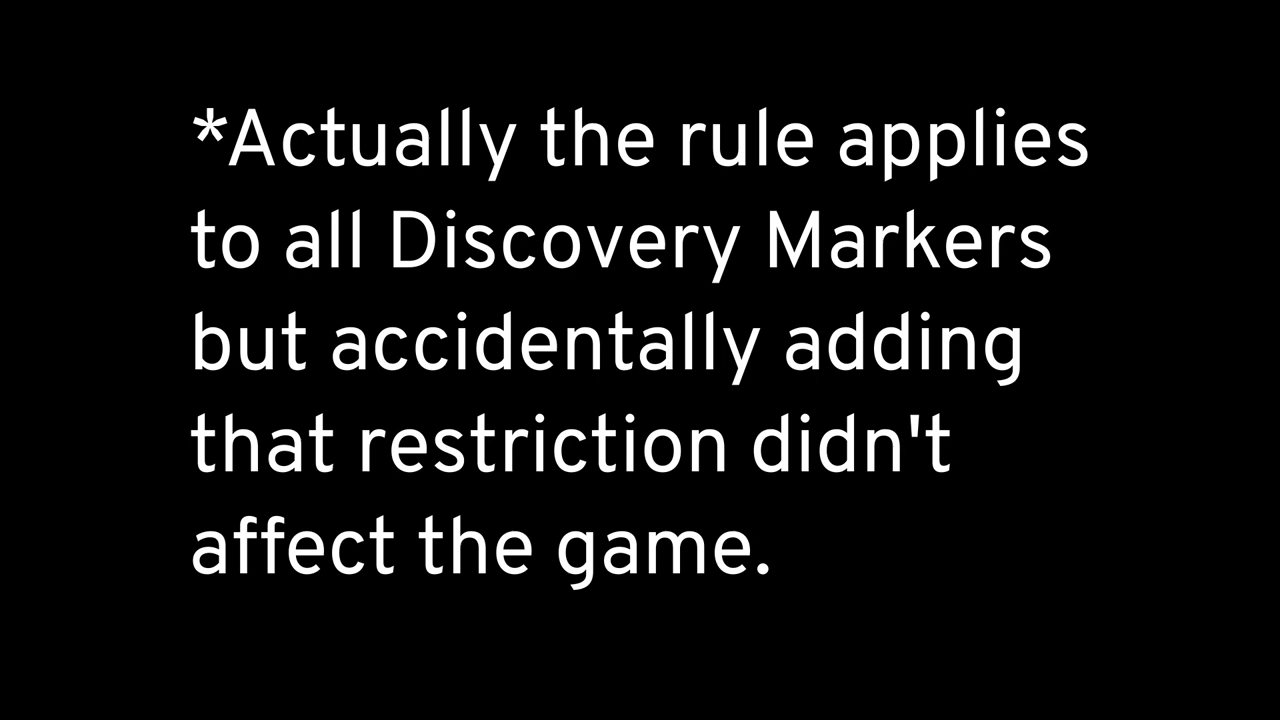 *Actually the rule applies
to all Discovery Markers
but accidentally adding
that restriction didn't
affect the game.